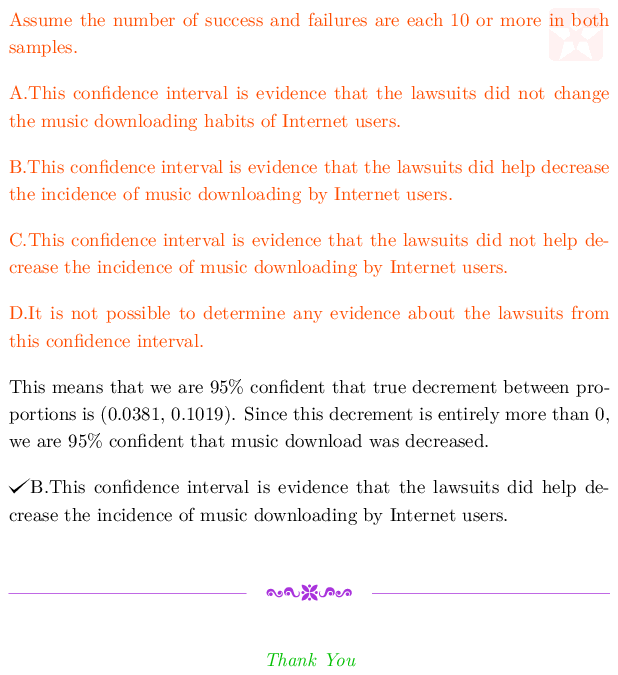 Assume the number of success and failures are each 10 or more in both
samples.
A.This confidence interval is evidence that the lawsuits did not change
the music downloading habits of Internet users.
B.This confidence interval is evidence that the lawsuits did help decrease
the incidence of music downloading by Internet users.
C.This confidence interval is evidence that the lawsuits did not help de-
crease the incidence of music downloading by Internet users.
D.It is not possible to determine any evidence about the lawsuits from
this confidence interval.
This means that we are 95% confident that true decrement between pro-
portions is (0.0381, 0.1019). Since this decrement is entirely more than 0,
we are 95% confident that music download was decreased.
✓B.This confidence interval is evidence that the lawsuits did help de-
crease the incidence of music downloading by Internet users.
Thank You